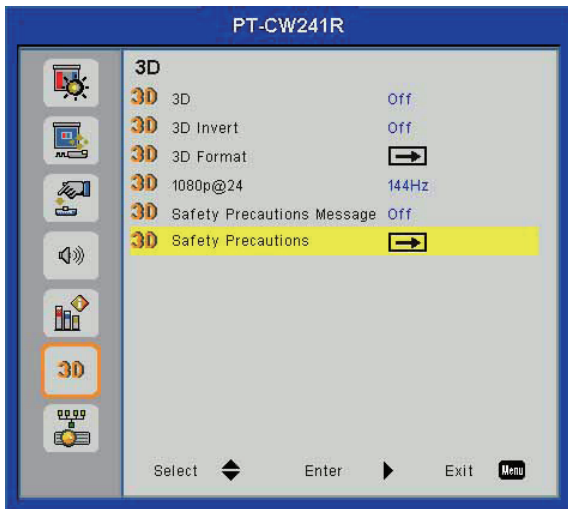 PT-CW241R
3D
3D 3D Off
3D 3D Invert Off
3D 3D Format
3D 1080p@24 144Hz
3D Safety Precautions Message Off
3D Safety Precautions
3D
Select Enter Exit Menu